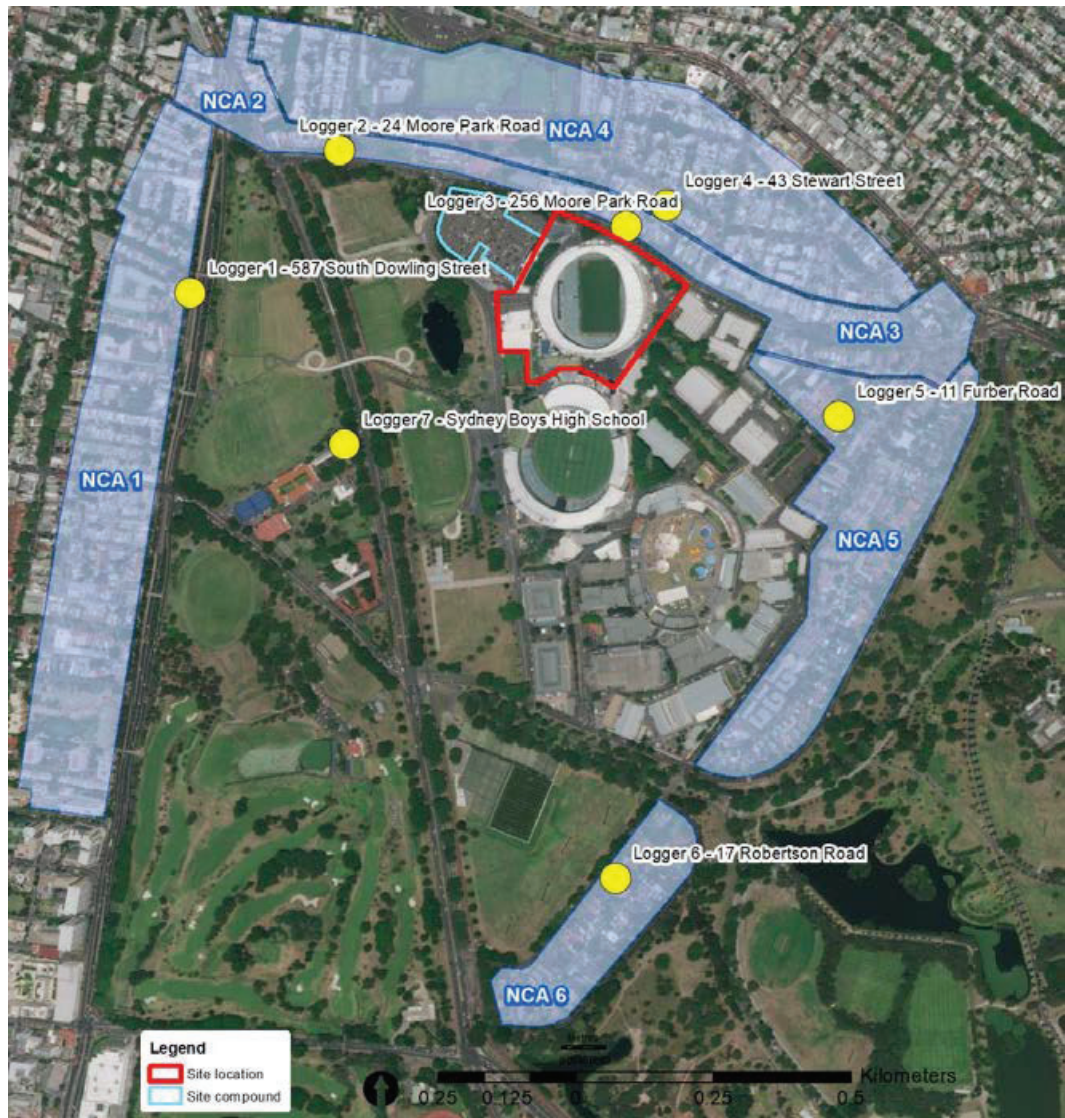 NCA 2
Logger 2 - 24 Moore Park Road
NCA 4
Logger 4 - 43 Stewart Street
Logger 3 - 256 Moore Park Road
Logger 1 - 587 South Dowling Street
NCA 3
Logger 5 - 11 Furber Road
Logger 7 - Sydney Boys High School
NCA 1
NCA 5
Logger 6 - 17 Robertson Road
NCA 6
Legend
Site location
Site compound
Kilometers
0.25 0.125 0 0.25 0.5